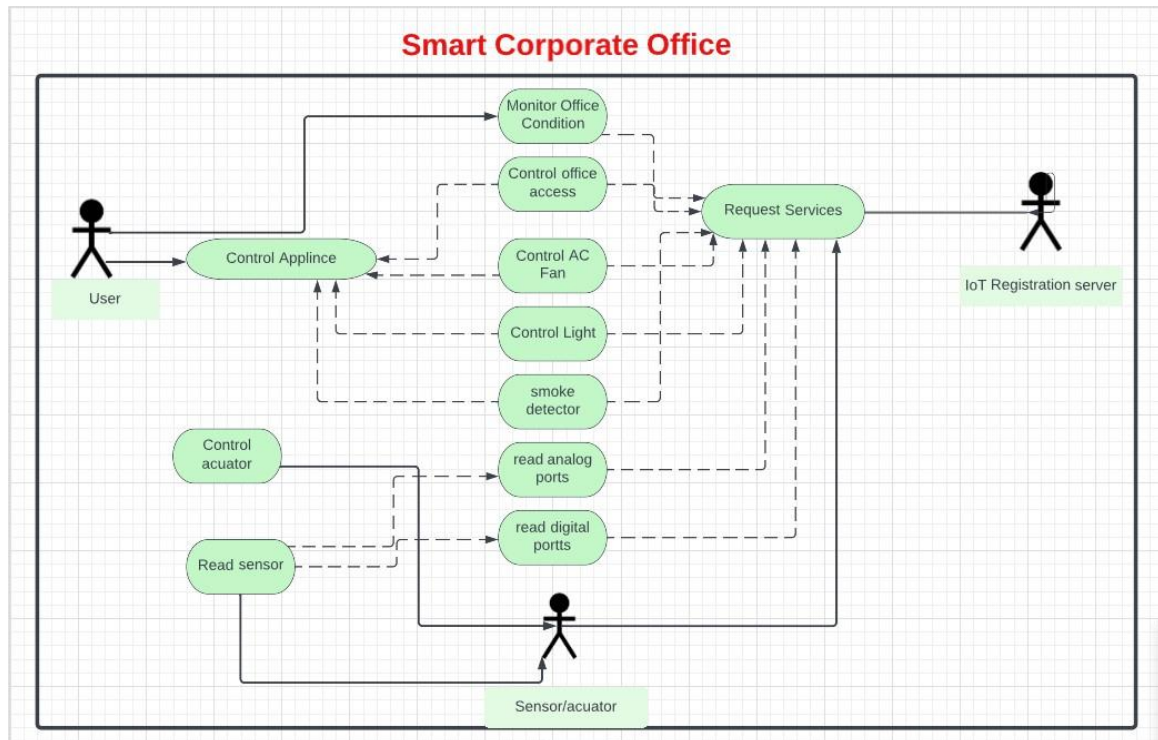 Smart Corporate Office
Monitor Office
Condition
Control office
access
Request Services
Control Applince
Control AC
Fan
User
IoT Registration server
Control Light
smoke
detector
Control
acuator
read analog
ports
read digital
portts
Read sensor
Sensor/acuator